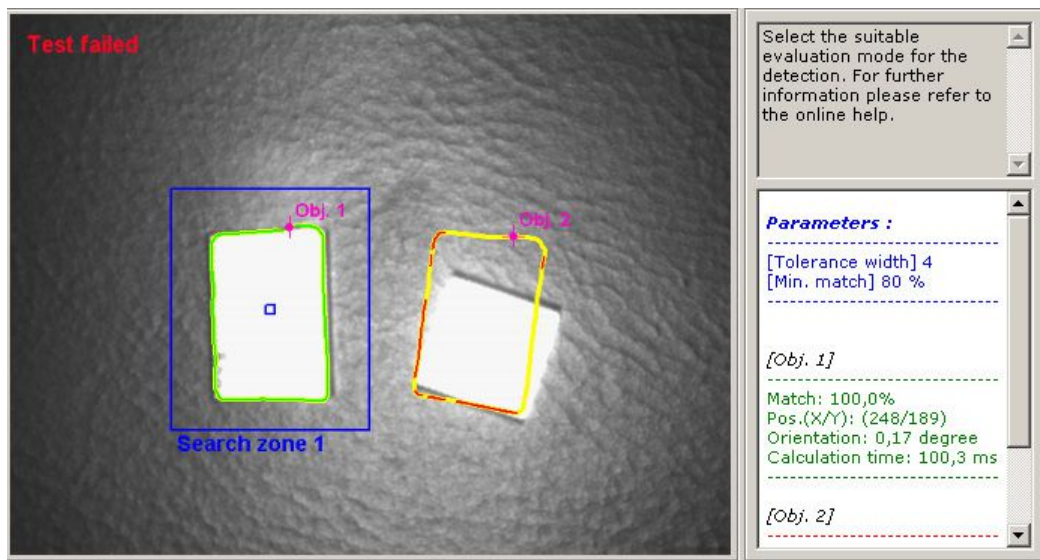 Test failed
Obj. 1
Obj. 2
Search zone 1
Select the suitable
evaluation mode for the
detection. For further
information please refer to
the online help.
Parameters :
------------------------------------
[Tolerance width] 4
[Min. match] 80 %
------------------------------------
[Obj. 1]
------------------------------------
Match: 100,0%
Pos.(X/Y): (248/189)
Orientation: 0,17 degree
Calculation time: 100,3 ms
------------------------------------
[Obj. 2]
------------------------------------